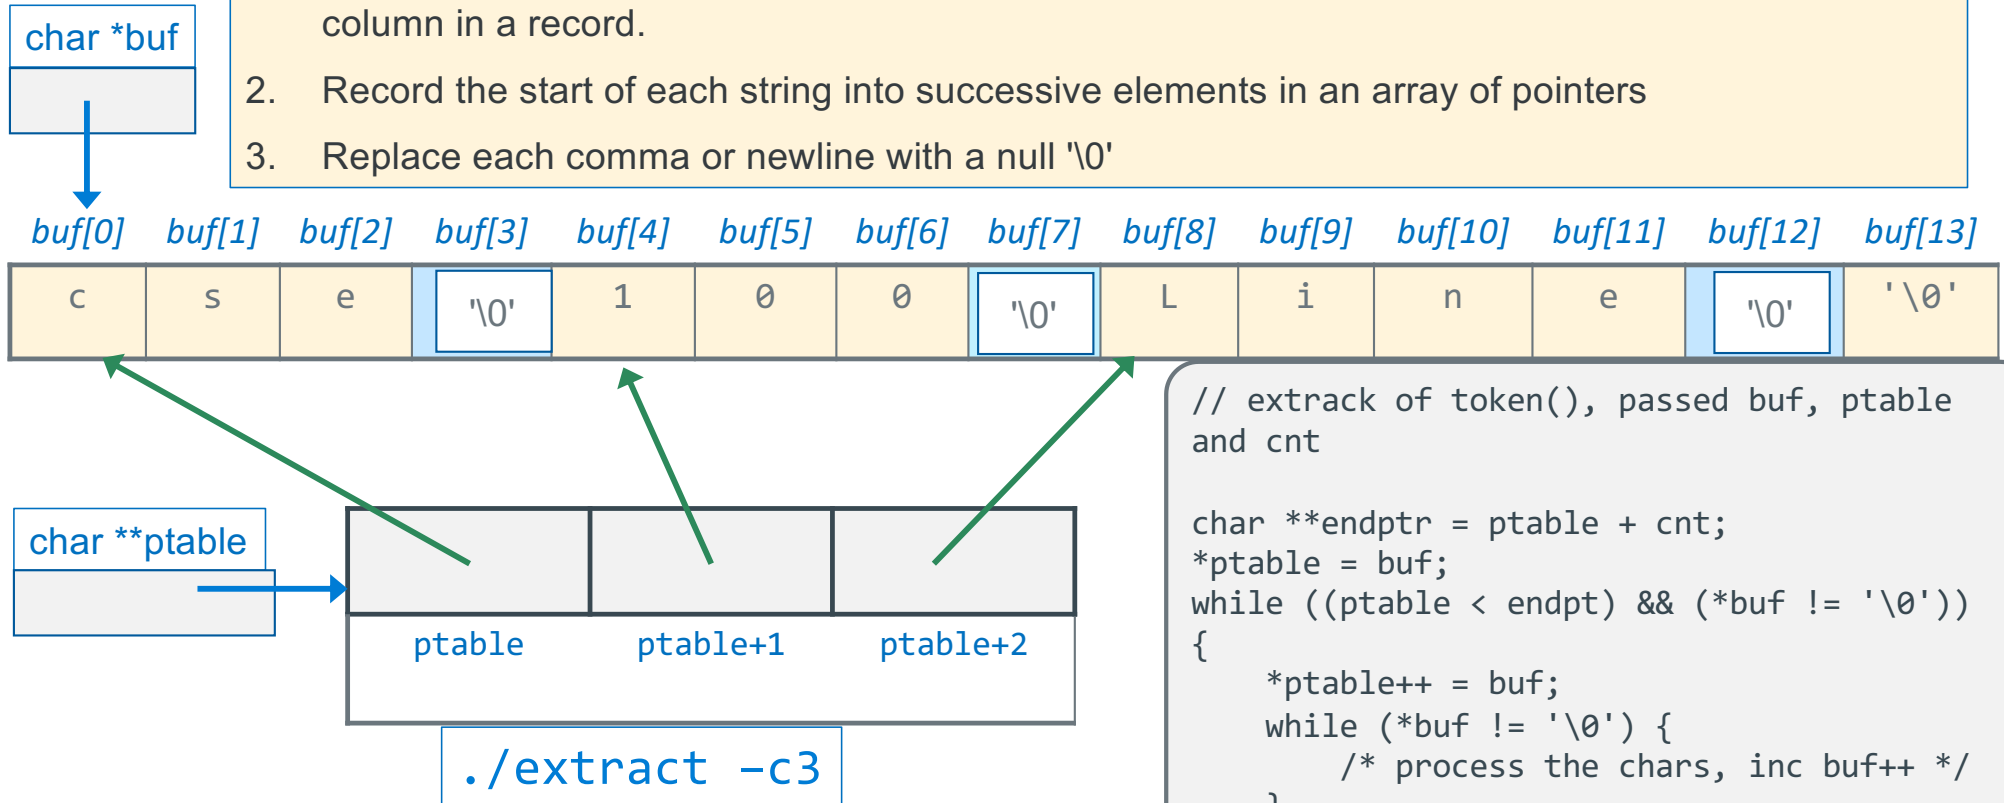 char *buf
column in a record.
2. Record the start of each string into successive elements in an array of pointers
3. Replace each comma or newline with a null '\0'
buf[0] buf[1] buf[2] buf[3] buf[4] buf[5] buf[6] buf[7] buf[8] buf[9] buf[10] buf[11] buf[12] buf[13]
c s e '\0' 1 0 0 '\0' L i n e '\0' '\0'
char **ptable
ptable ptable+1 ptable+2
./extract -c3
// extrack of token(), passed buf, ptable
and cnt
char **endptr = ptable + cnt;
*ptable = buf;
while ((ptable < endpt) && (*buf != '\0'))
{
*ptable++ = buf;
while (*buf != '\0') {
/* process the chars, inc buf++ */
}